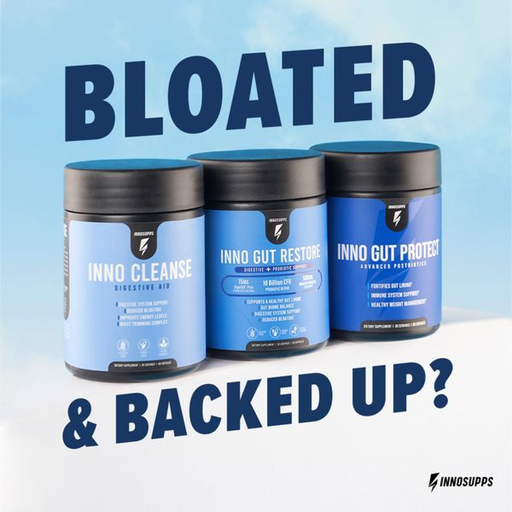 BLOATED
INNOSUPPS
INNO CLEANSE
DIGESTIVE AID
DIGESTIVE SYSTEM SUPPORT
REDUCED BLOATING
IMPROVES ENERGY LEVELS
WAIST TRIMMING COMPLEX
INNOSUPPS
INNO GUT RESTORE
DIGESTIVE + PROBIOTIC SUPPORT
10 Billion CFU
SUPPORTS A HEALTHY GUT LINING
GUT BIOME BALANCE
DIGESTIVE SYSTEM SUPPORT
REDUCED BLOATING
INNOSUPPS
INNO GUT PROTECT
ADVANCED POSTBIOTICS
FORTIFIES GUT LINING
IMMUNE SYSTEM SUPPORT
HEALTHY WEIGHT MANAGEMENT
& BACKED UP?
INNOSUPPS